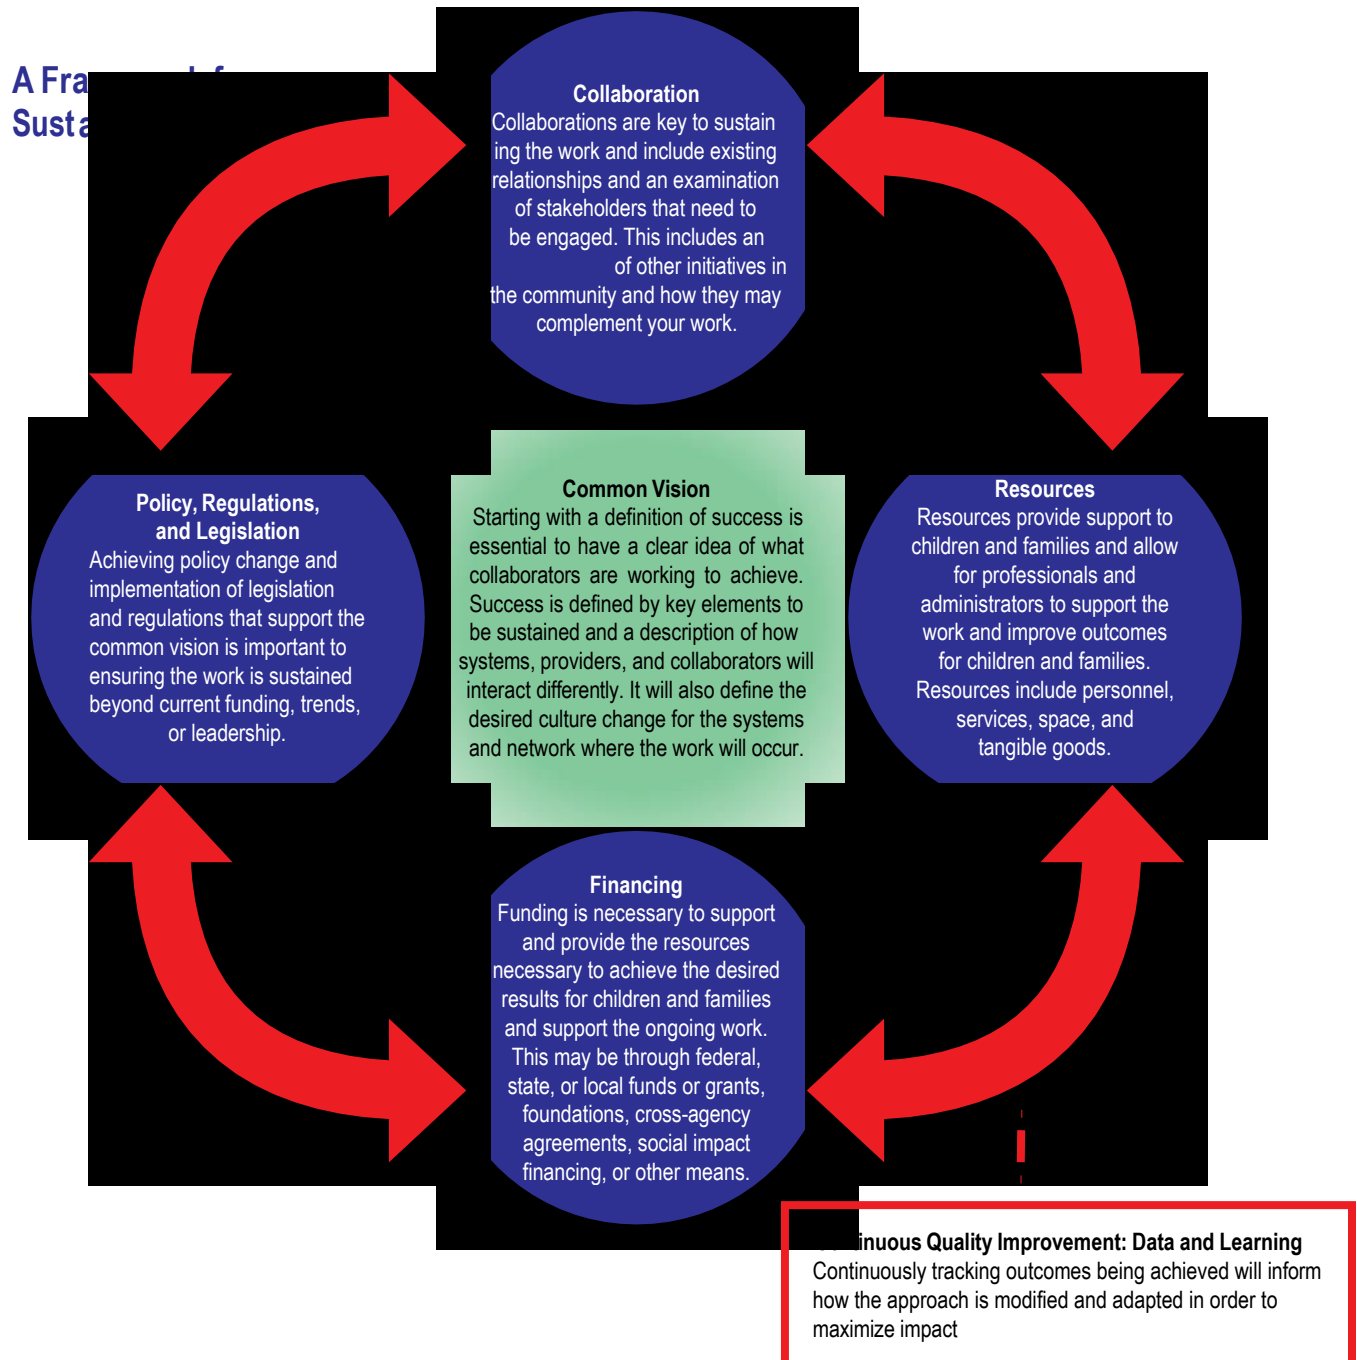 A Fra
Susta
Collaboration
Collaborations are key to sustain
ing the work and include existing
relationships and an examination
of stakeholders that need to
be engaged. This includes an
of other initiatives in
the community and how they may
complement your work.
Policy, Regulations,
and Legislation
Achieving policy change and
implementation of legislation
and regulations that support the
common vision is important to
ensuring the work is sustained
beyond current funding, trends,
or leadership.
Common Vision
Starting with a definition of success is
essential to have a clear idea of what
collaborators are working to achieve.
Success is defined by key elements to
be sustained and a description of how
systems, providers, and collaborators will
interact differently. It will also define the
desired culture change for the systems
and network where the work will occur.
Resources
Resources provide support to
children and families and allow
for professionals and
administrators to support the
work and improve outcomes
for children and families.
Resources include personnel,
services, space, and
tangible goods.
Financing
Funding is necessary to support
and provide the resources
necessary to achieve the desired
results for children and families
and support the ongoing work.
This may be through federal,
state, or local funds or grants,
foundations, cross-agency
agreements, social impact
financing, or other means.
inuous Quality Improvement: Data and Learning
Continuously tracking outcomes being achieved will inform
how the approach is modified and adapted in order to
maximize impact